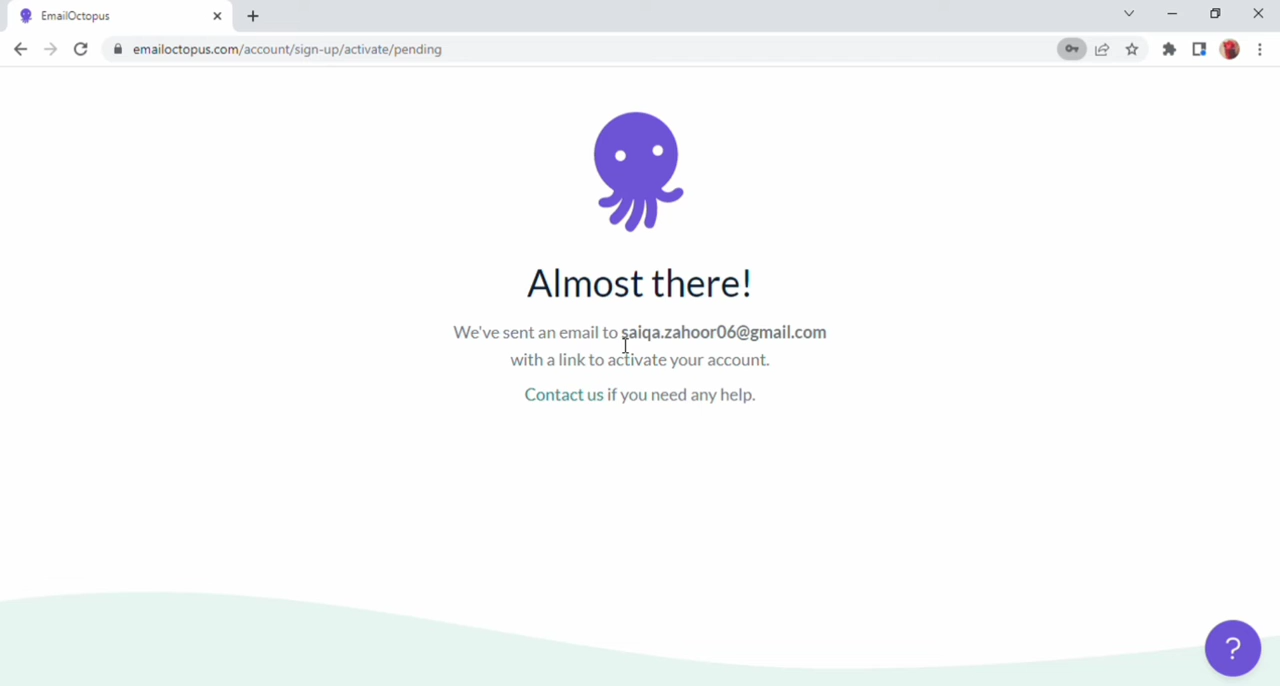 EmailOctopus
emailoctopus.com/account/sign-up/activate/pending
Almost there!
We've sent an email to saiqa.zahoor06@gmail.com
with a link to activate your account.
Contact us if you need any help.
?